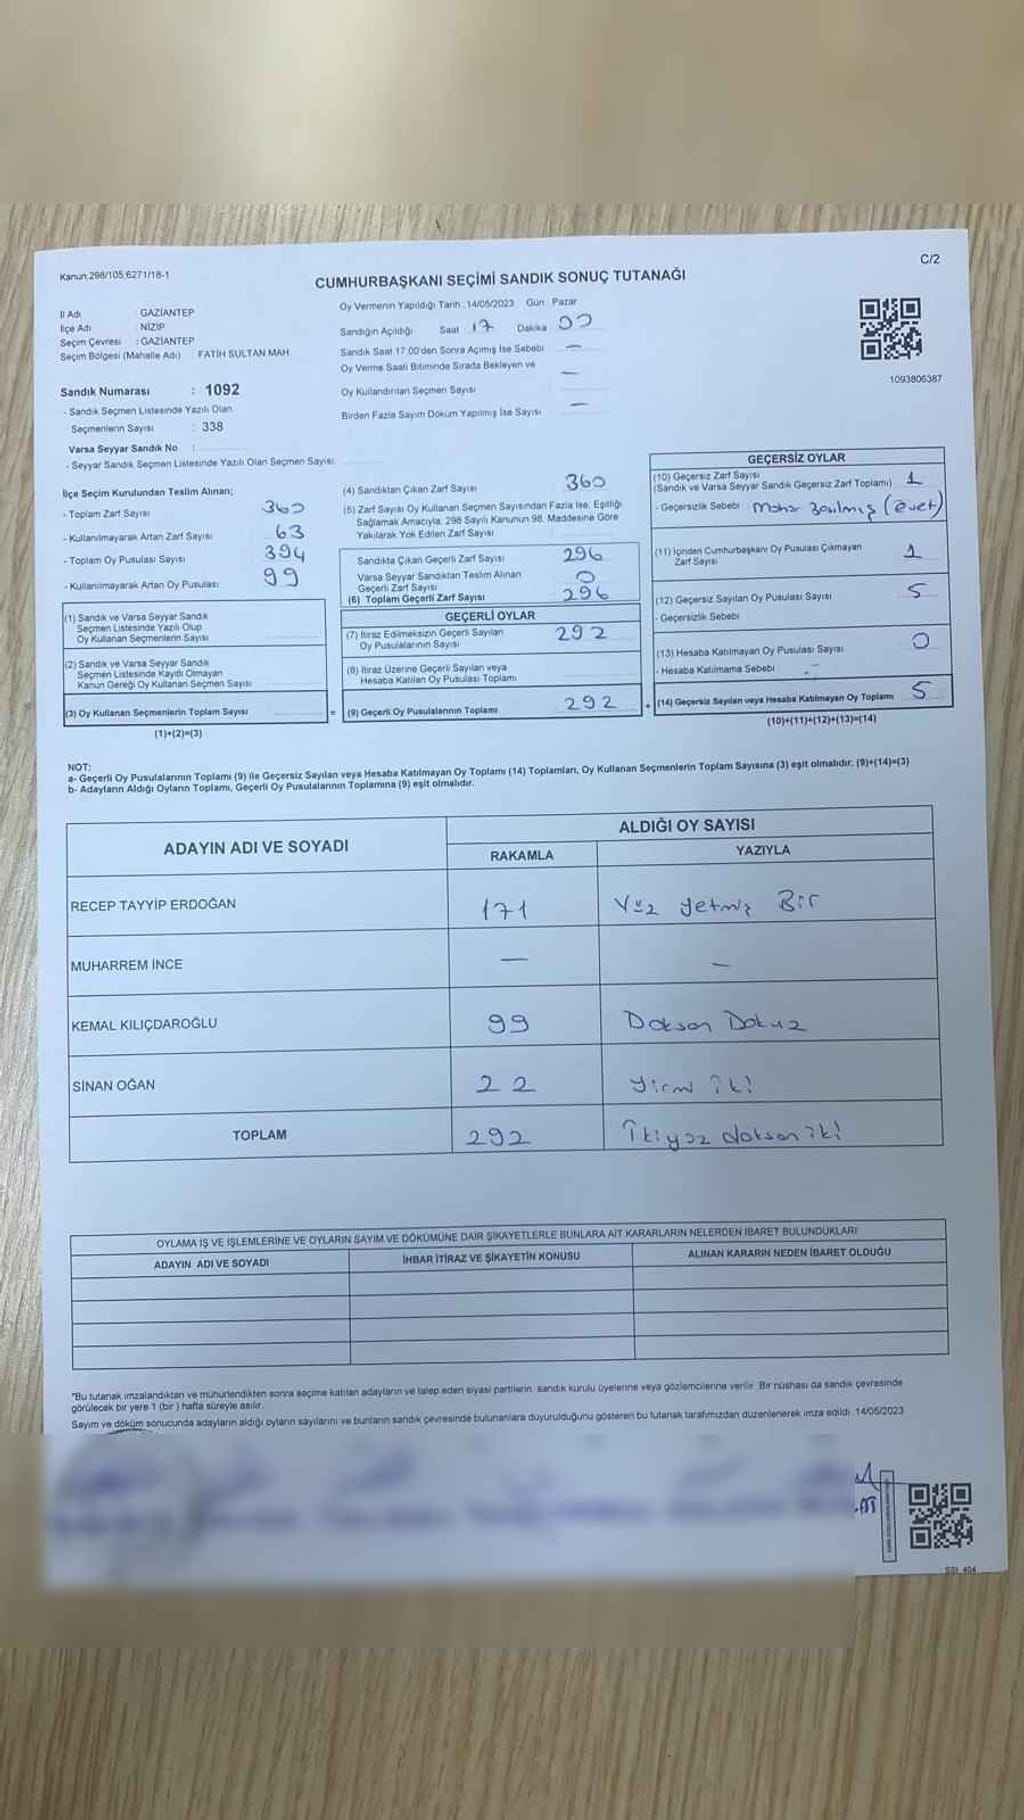 Kanun,298/105,6271/18-1
C/2
CUMHURBAŞKANI SEÇİMİ SANDIK SONUÇ TUTANAĞI
İl Adı GAZİANTEP
İlçe Adı NİZİP
Seçim Çevresi : GAZİANTEP
Seçim Bölgesi (Mahalle Adı) : FATİH SULTAN MAH.
Sandık Numarası : 1092
- Sandık Seçmen Listesinde Yazılı Olan
Seçmenlerin Sayısı : 338
Varsa Seyyar Sandık No :
- Seyyar Sandık Seçmen Listesinde Yazılı Olan Seçmen Sayısı
Oy Vermenin Yapıldığı Tarih : 14/05/2023 Gün : Pazar
Sandığın Açıldığı Saat : 17 Dakika 00
Sandık Saat 17:00'den Sonra Açımış İse Sebebi —
Oy Verme Saati Bitiminde Sırada Bekleyen ve
Oy Kullandırılan Seçmen Sayısı —
Birden Fazla Sayım Döküm Yapılmış İse Sayısı —
1093806387
İlçe Seçim Kurulundan Teslim Alınan;
- Toplam Zarf Sayısı 360
- Kullanılmayarak Artan Zarf Sayısı 63
- Toplam Oy Pusulası Sayısı 394
- Kullanılmayarak Artan Oy Pusulası 99
(1) Sandık ve Varsa Seyyar Sandık
Seçmen Listesinde Yazılı Olup
Oy Kullanan Seçmenlerin Sayısı
(2) Sandık ve Varsa Seyyar Sandık
Seçmen Listesinde Kayıtlı Olmayan
Kanun Gereği Oy Kullanan Seçmen Sayısı
(3) Oy Kullanan Seçmenlerin Toplam Sayısı
(1)+(2)=(3)
(4) Sandıktan Çıkan Zarf Sayısı 360
(5) Zarf Sayısı Oy Kullanan Seçmen Sayısından Fazla İse, Eşitliği
Sağlamak Amacıyla, 298 Sayılı Kanunun 98. Maddesine Göre
Yakılarak Yok Edilen Zarf Sayısı
Sandıkta Çıkan Geçerli Zarf Sayısı 296
Varsa Seyyar Sandıktan Teslim Alınan
Geçerli Zarf Sayısı 0
(6) Toplam Geçerli Zarf Sayısı 296
GEÇERLİ OYLAR
(7) İtiraz Edilmeksizin Geçerli Sayılan
Oy Pusulalarının Sayısı 292
(8) İtiraz Üzerine Geçerli Sayılan veya
Hesaba Katılan Oy Pusulası Toplamı
= (9) Geçerli Oy Pusulalarının Toplamı 292
GEÇERSİZ OYLAR
(10) Geçersiz Zarf Sayısı
(Sandık ve Varsa Seyyar Sandık Geçersiz Zarf Toplamı) 1
- Geçersizlik Sebebi : Mühür Basılmış (Evet)
(11) İçinden Cumhurbaşkanı Oy Pusulası Çıkmayan
Zarf Sayısı 1
(12) Geçersiz Sayılan Oy Pusulası Sayısı 5
- Geçersizlik Sebebi
(13) Hesaba Katılmayan Oy Pusulası Sayısı 0
- Hesaba Katılmama Sebebi —
+ (14) Geçersiz Sayılan veya Hesaba Katılmayan Oy Toplamı 5
(10)+(11)+(12)+(13)=(14)
NOT:
a- Geçerli Oy Pusulalarının Toplamı (9) ile Geçersiz Sayılan veya Hesaba Katılmayan Oy Toplamı (14) Toplamları, Oy Kullanan Seçmenlerin Toplam Sayısına (3) eşit olmalıdır. (9)+(14)=(3)
b- Adayların Aldığı Oyların Toplamı, Geçerli Oy Pusulalarının Toplamına (9) eşit olmalıdır.
ADAYIN ADI VE SOYADI ALDIĞI OY SAYISI
RAKAMLA YAZIYLA
RECEP TAYYİP ERDOĞAN 171 Yüz yetmiş Bir
MUHARREM İNCE — —
KEMAL KILIÇDAROĞLU 99 Doksan Dokuz
SİNAN OĞAN 22 yirmi iki
TOPLAM 292 İkiyüz doksan iki
OYLAMA İŞ VE İŞLEMLERİNE VE OYLARIN SAYIM VE DÖKÜMÜNE DAİR ŞİKAYETLERLE BUNLARA AİT KARARLARIN NELERDEN İBARET BULUNDUKLARI
ADAYIN ADI VE SOYADI İHBAR İTİRAZ VE ŞİKAYETİN KONUSU ALINAN KARARIN NEDEN İBARET OLDUĞU
*Bu tutanak imzalandıktan ve mühürlendikten sonra seçime katılan adayların ve talep eden siyasi partilerin sandık kurulu üyelerine veya gözlemcilerine verilir. Bir nüshası da sandık çevresinde
görülecek bir yere 1 (bir ) hafta süreyle asılır.
Sayım ve döküm sonucunda adayların aldığı oyların sayılarını ve bunların sandık çevresinde bulunanlara duyurulduğunu gösteren bu tutanak tarafımızdan düzenlenerek imza edildi. 14/05/2023